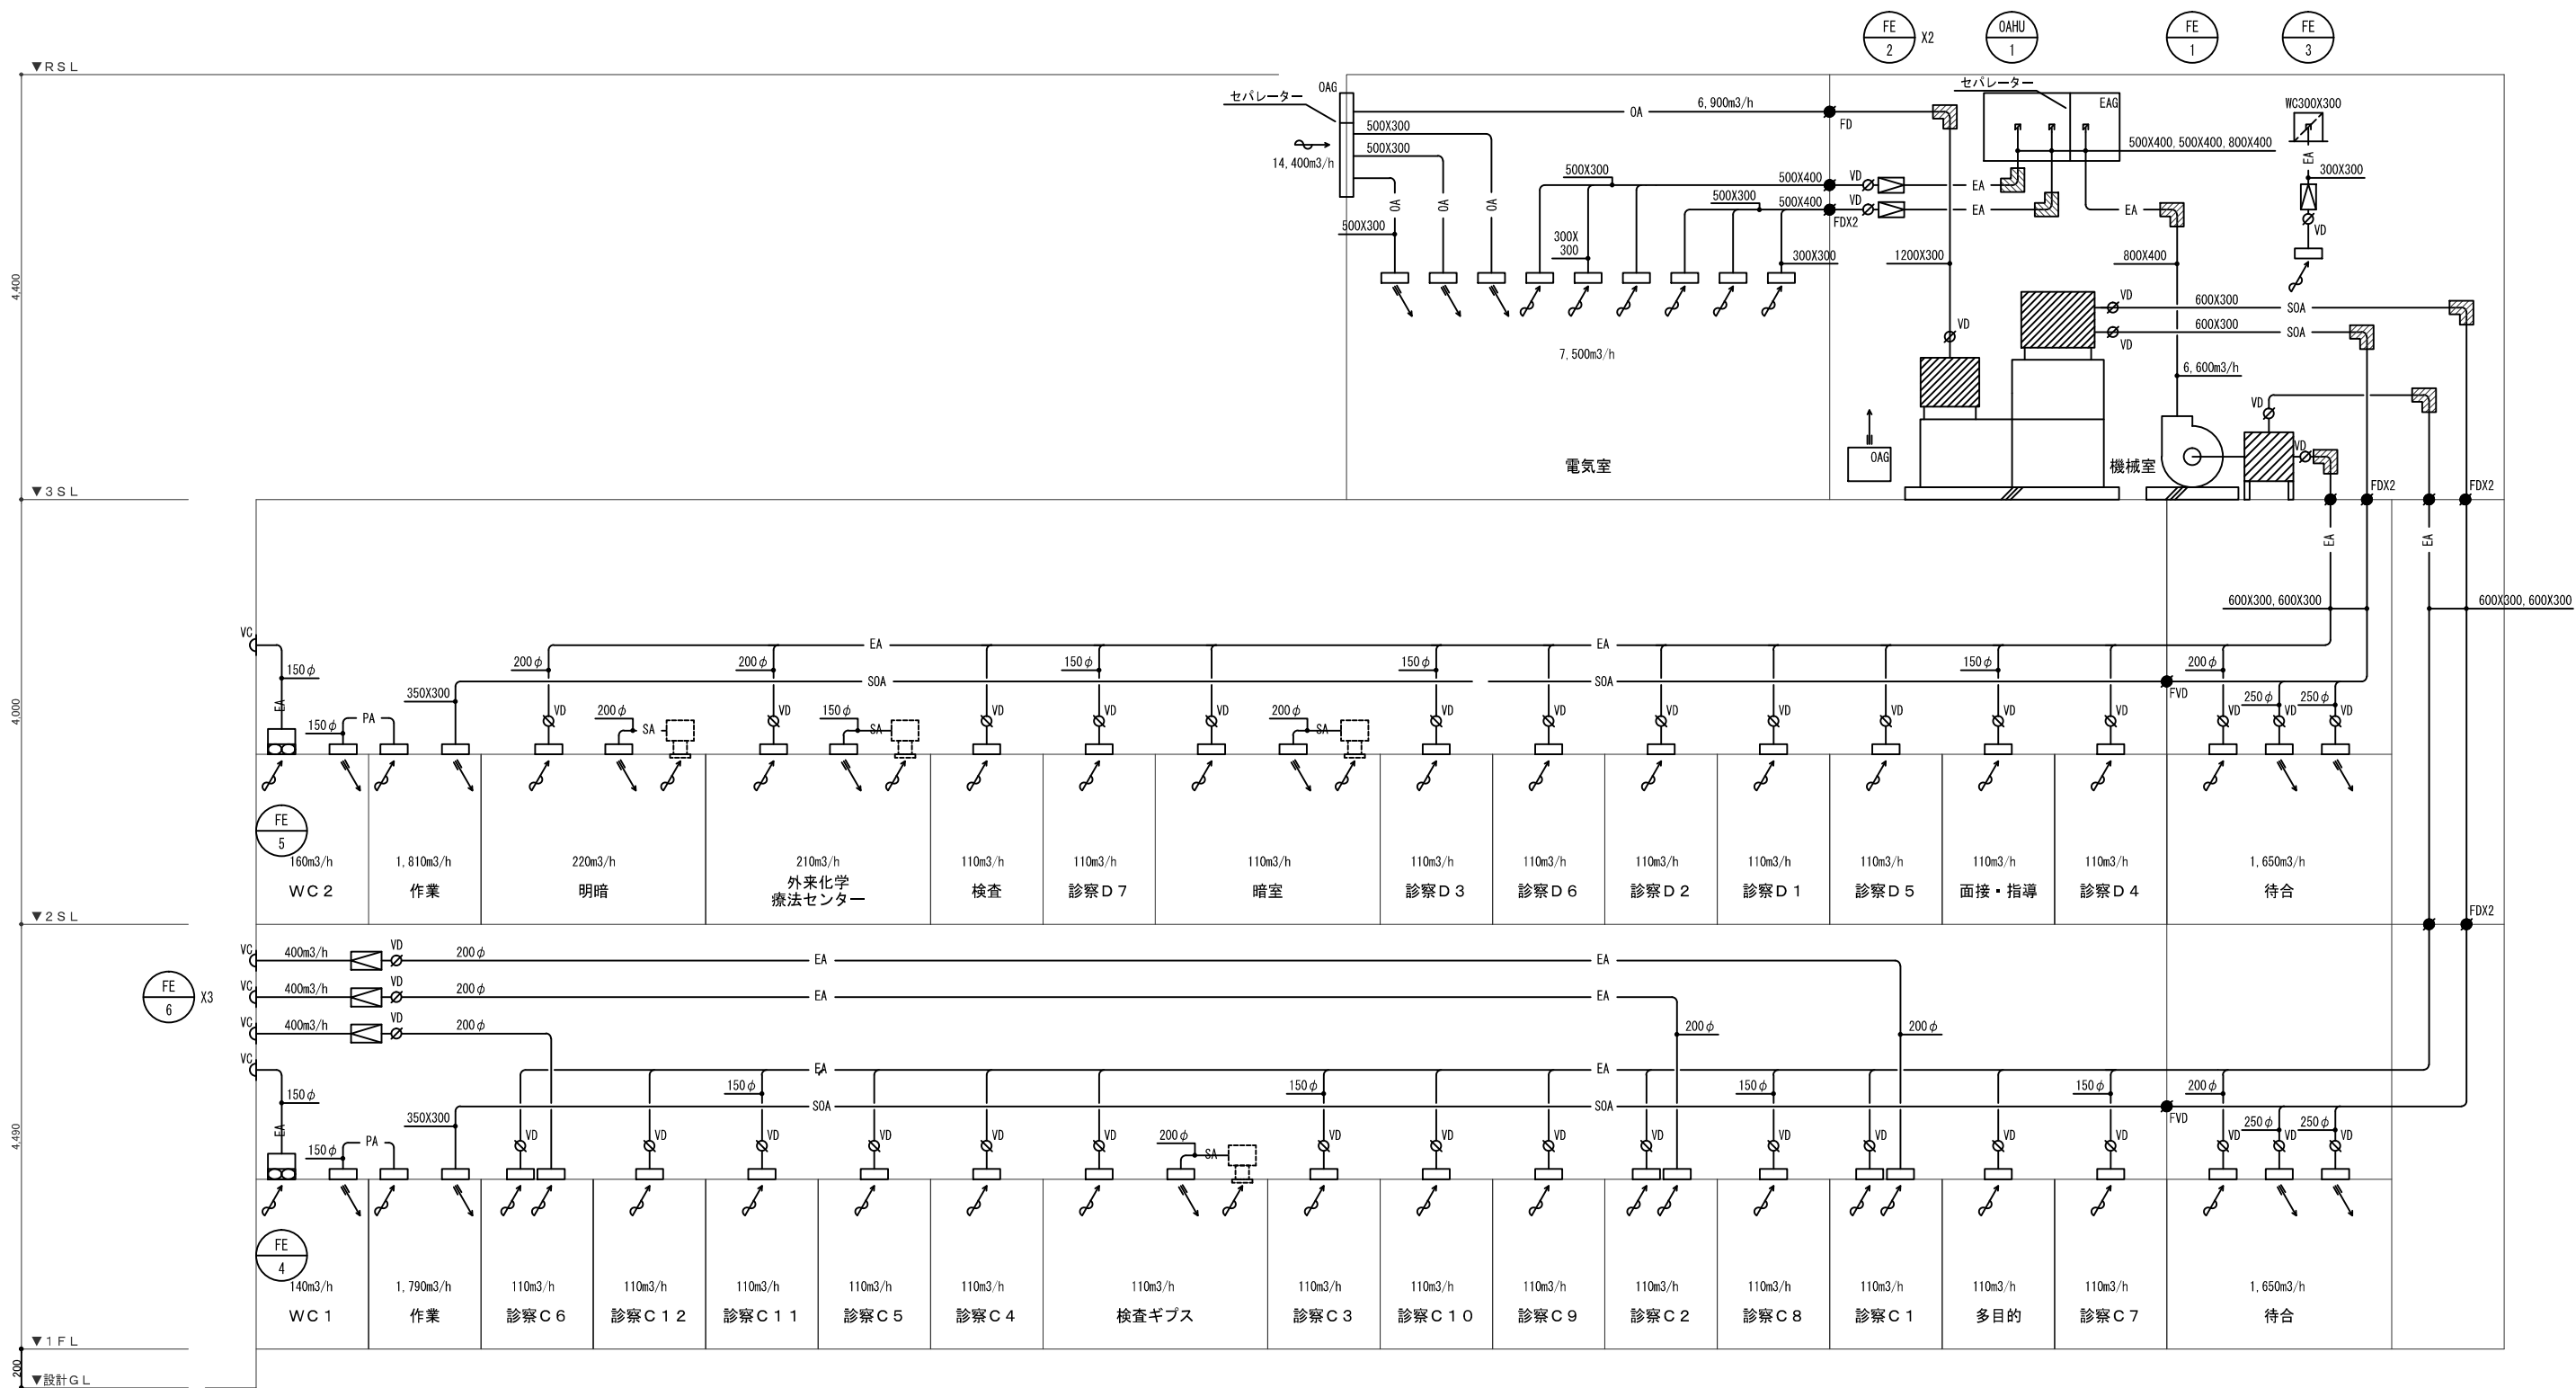 FE
2
X2
OAHU
1
FE
1
FE
3
▼RSL
セパレーター
OAG
OA
6,900m3/h
FD
500X300
500X300
14,400m3/h
OA
OA
OA
500X300
セパレーター
EAG
500X400, 500X400, 800X400
WC300X300
EA
300X300
VD
500X300
500X400
VD
EA
500X300
500X400
VD
FDX2
EA
EA
300X
300
300X300
1200X300
800X400
4,400
VD
600X300
SOA
600X300
SOA
VD
VD
7,500m3/h
6,600m3/h
VD
VD
OAG
電気室
機械室
▼3SL
FDX2
FDX2
EA
EA
600X300, 600X300
600X300, 600X300
VC
EA
EA
150φ
200φ
200φ
150φ
150φ
150φ
200φ
350X300
SOA
SOA
FVD
EA
150φ
PA
VD
200φ
SA
VD
150φ
SA
VD
VD
VD
200φ
SA
VD
VD
VD
VD
VD
VD
VD
VD
250φ
VD
250φ
VD
4,000
FE
5
160m3/h
1,810m3/h
220m3/h
210m3/h
110m3/h
110m3/h
110m3/h
110m3/h
110m3/h
110m3/h
110m3/h
110m3/h
110m3/h
110m3/h
1,650m3/h
WC2
作業
明暗
外来化学
療法センター
検査
診察D7
暗室
診察D3
診察D6
診察D2
診察D1
診察D5
面接・指導
診察D4
待合
▼2SL
FDX2
VC
400m3/h
VD
200φ
EA
EA
FE
6
X3
VC
400m3/h
VD
200φ
EA
EA
VC
400m3/h
VD
200φ
200φ
200φ
VC
EA
EA
150φ
150φ
150φ
150φ
150φ
200φ
350X300
SOA
SOA
FVD
EA
150φ
PA
VD
VD
VD
VD
VD
VD
200φ
SA
VD
VD
VD
VD
VD
VD
VD
VD
VD
250φ
VD
250φ
VD
4,490
FE
4
140m3/h
1,790m3/h
110m3/h
110m3/h
110m3/h
110m3/h
110m3/h
110m3/h
110m3/h
110m3/h
110m3/h
110m3/h
110m3/h
110m3/h
110m3/h
110m3/h
1,650m3/h
WC1
作業
診察C6
診察C12
診察C11
診察C5
診察C4
検査ギプス
診察C3
診察C10
診察C9
診察C2
診察C8
診察C1
多目的
診察C7
待合
▼1FL
200
▼設計GL